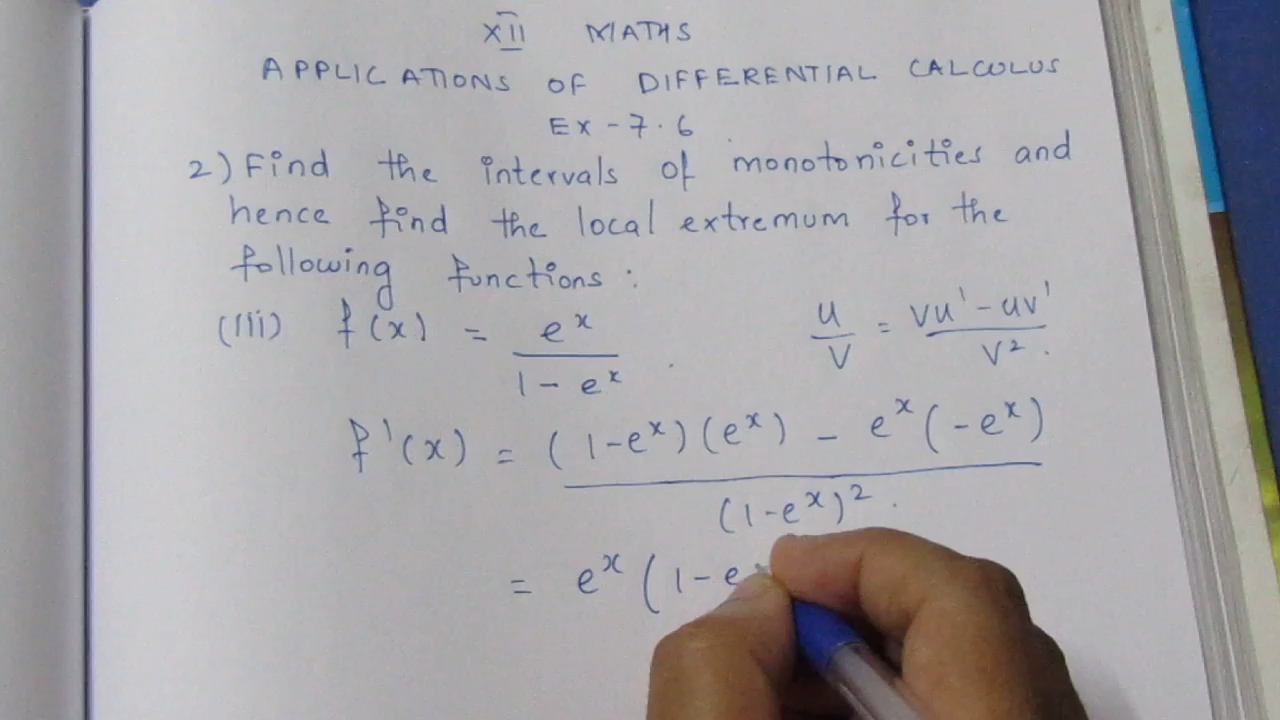 XII MATHS
APPLICATIONS OF DIFFERENTIAL CALCULUS
Ex - 7.6
2) Find the intervals of monotonicities and
hence find the local extremum for the
following functions :
(iii) f(x) = e^x / (1 - e^x) . u/v = (vu' - uv') / v² .
f'(x) = ((1-e^x)(e^x) - e^x(-e^x)) / (1-e^x)² .
= e^x (1-e